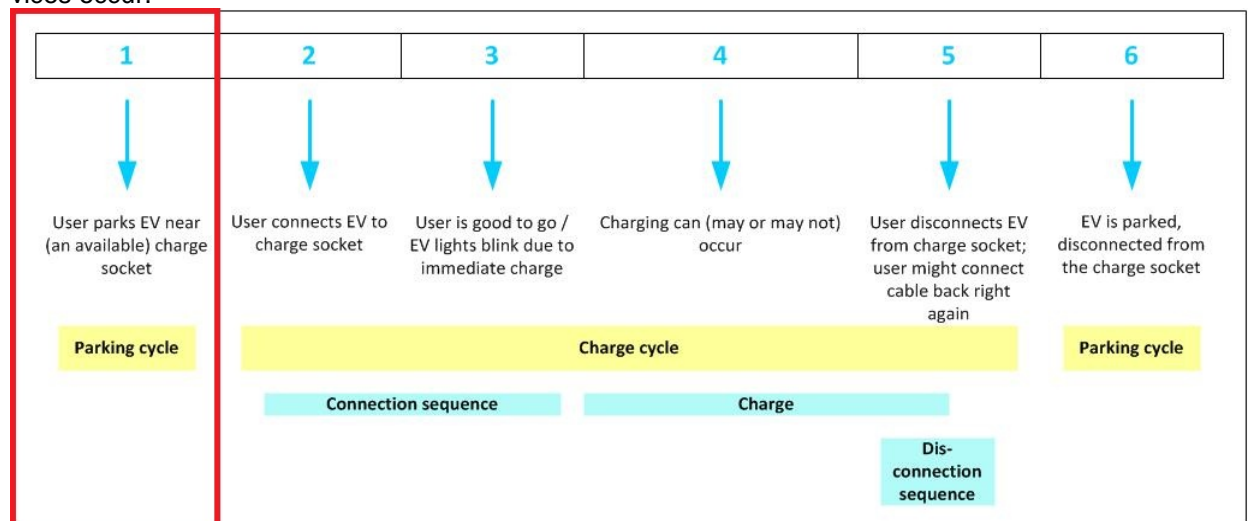 1 2 3 4 5 6
User parks EV near
(an available) charge
socket
User connects EV to
charge socket
User is good to go /
EV lights blink due to
immediate charge
Charging can (may or may not)
occur
User disconnects EV
from charge socket;
user might connect
cable back right
again
EV is parked,
disconnected from
the charge socket
Parking cycle
Charge cycle
Parking cycle
Connection sequence
Charge
Dis-
connection
sequence